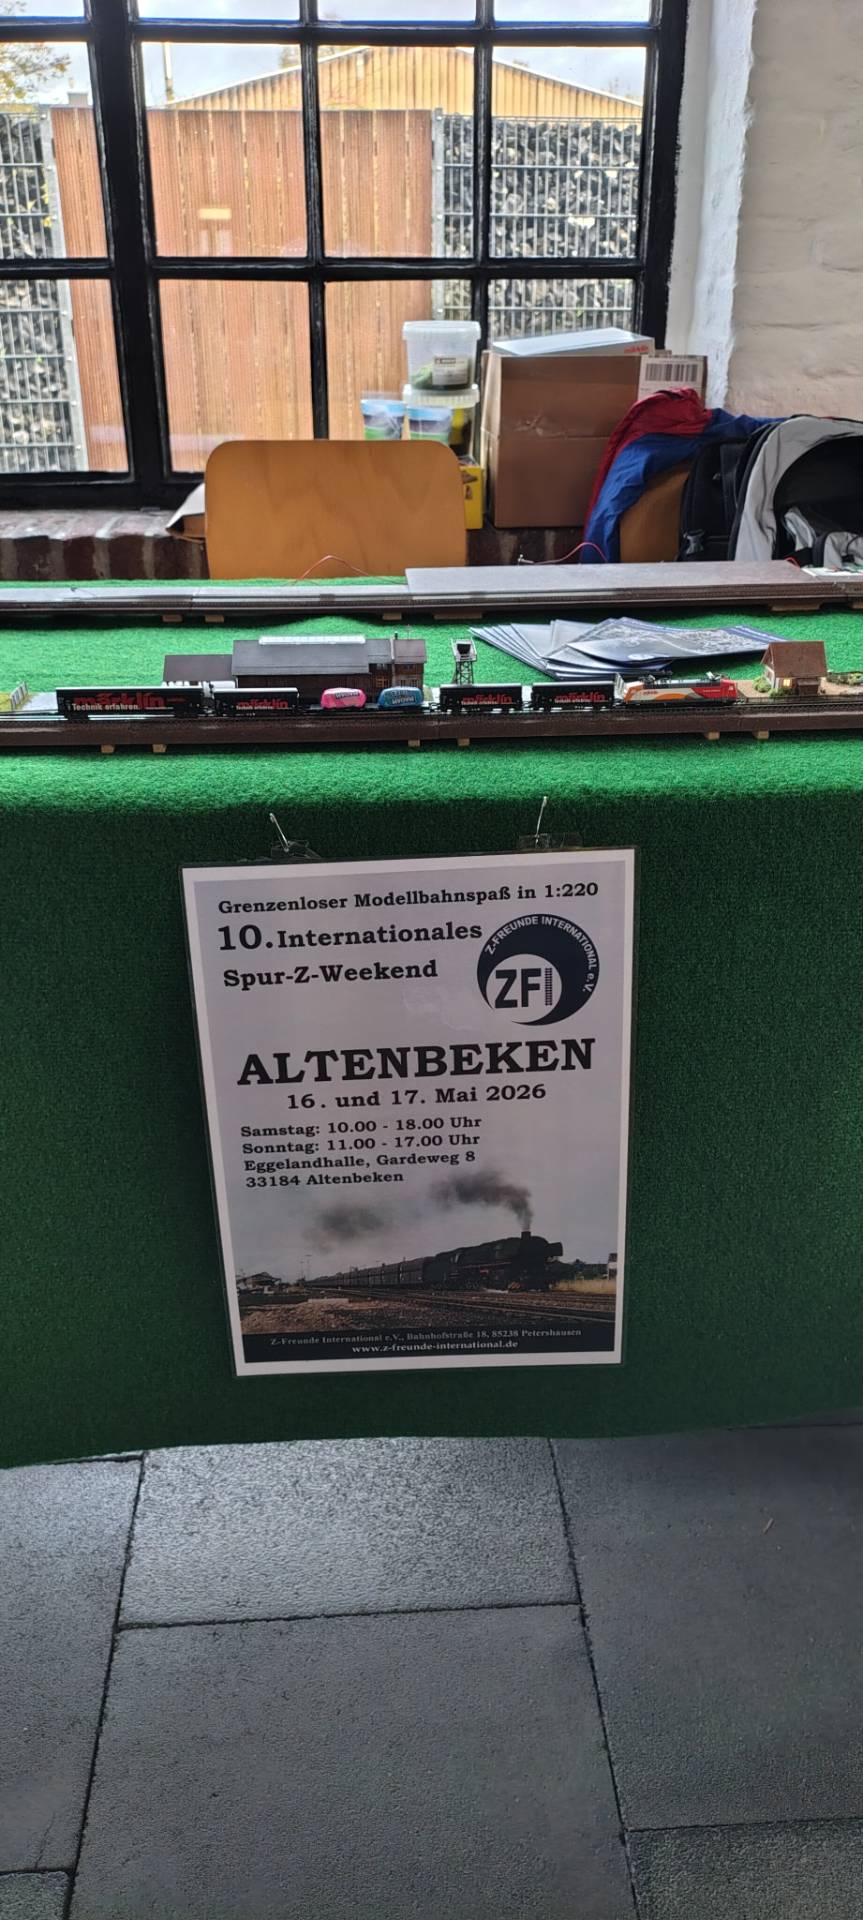 märklin
märklin
Technik erfahren.
märklin
märklin
märklin
Grenzenloser Modellbahnspaß in 1:220
10. Internationales
Spur-Z-Weekend
Z-FREUNDE INTERNATIONAL e.V.
ZFI
ALTENBEKEN
16. und 17. Mai 2026
Samstag: 10.00 - 18.00 Uhr
Sonntag: 11.00 - 17.00 Uhr
Eggelandhalle, Gardeweg 8
33184 Altenbeken
Z-Freunde International e.V., Bahnhofstraße 18, 85238 Petershausen
www.z-freunde-international.de